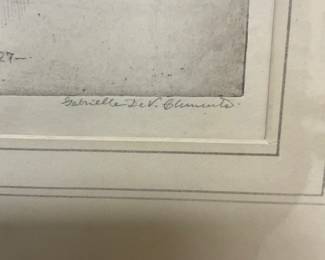 27-
Gabrielle DeV. Clements